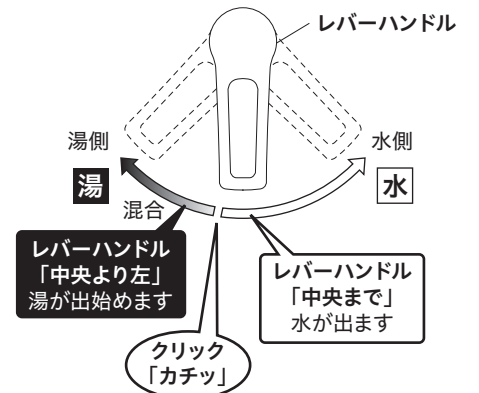 レバーハンドル
湯側
水側
湯
水
混合
レバーハンドル
「中央より左」
湯が出始めます
レバーハンドル
「中央まで」
水が出ます
クリック
「カチッ」